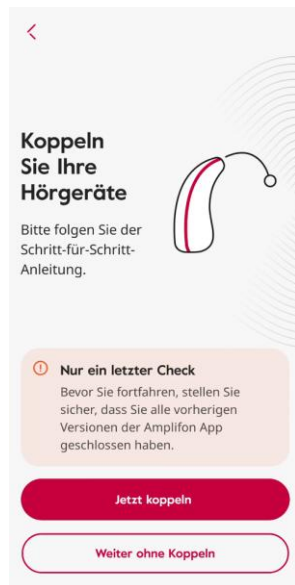 Koppeln
Sie Ihre
Hörgeräte
Bitte folgen Sie der
Schritt-für-Schritt-
Anleitung.
Nur ein letzter Check
Bevor Sie fortfahren, stellen Sie
sicher, dass Sie alle vorherigen
Versionen der Amplifon App
geschlossen haben.
Jetzt koppeln
Weiter ohne Koppeln